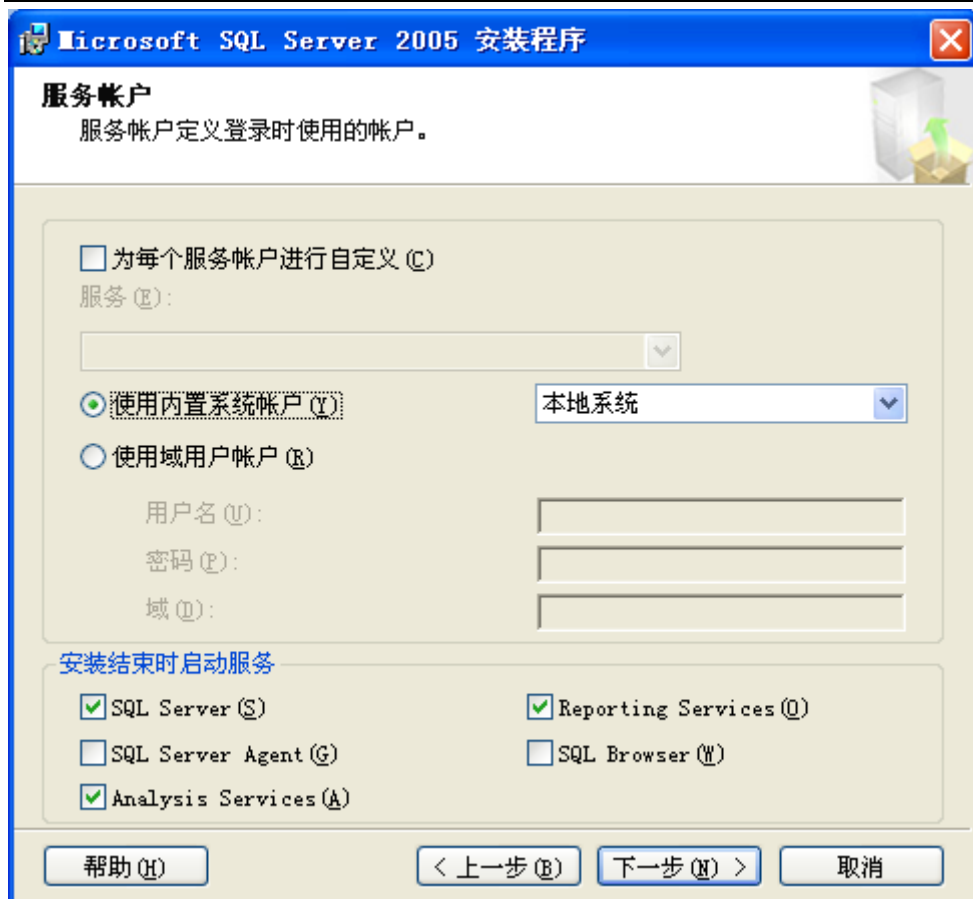 Microsoft SQL Server 2005 安装程序
服务帐户
服务帐户定义登录时使用的帐户。
为每个服务帐户进行自定义(C)
服务(E):
使用内置系统帐户(Y) 本地系统
使用域用户帐户(R)
用户名(U):
密码(P):
域(D):
安装结束时启动服务
SQL Server(S) Reporting Services(O)
SQL Server Agent(G) SQL Browser(W)
Analysis Services(A)
帮助(H) < 上一步(B) 下一步(N) > 取消